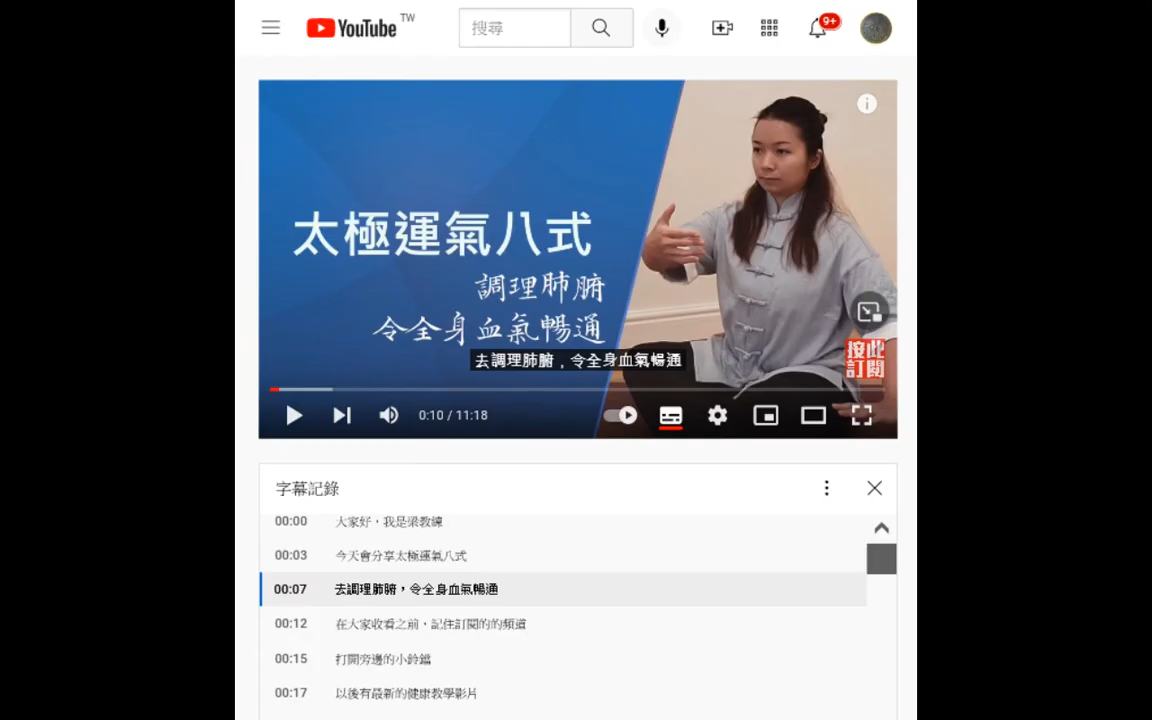 YouTube TW
搜尋
9+
太極運氣八式
調理肺腑
令全身血氣暢通
去調理肺腑，令全身血氣暢通
按此
訂閱
0:10 / 11:18
字幕記錄
00:00 大家好，我是梁教練
00:03 今天會分享太極運氣八式
00:07 去調理肺腑，令全身血氣暢通
00:12 在大家收看之前，記住訂閱的的頻道
00:15 打開旁邊的小鈴鐺
00:17 以後有最新的健康教學影片